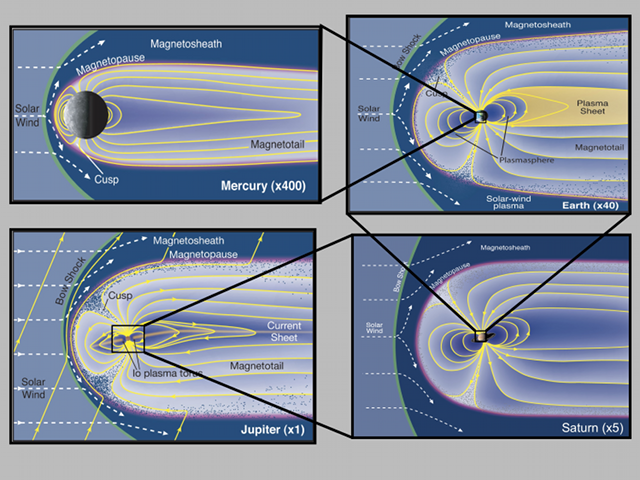 Magnetosheath
Magnetopause
Solar
Wind
Magnetotail
Cusp
Mercury (x400)
Magnetosheath
Bow Shock
Magnetopause
Cusp
Solar
Wind
Plasma
Sheet
Magnetotail
Plasmasphere
Solar-wind
plasma
Earth (x40)
Magnetosheath
Magnetopause
Bow Shock
Cusp
Current
Sheet
Io plasma torus
Magnetotail
Solar
Wind
Jupiter (x1)
Magnetosheath
Bow Shock
Magnetopause
Solar
Wind
Saturn (x5)